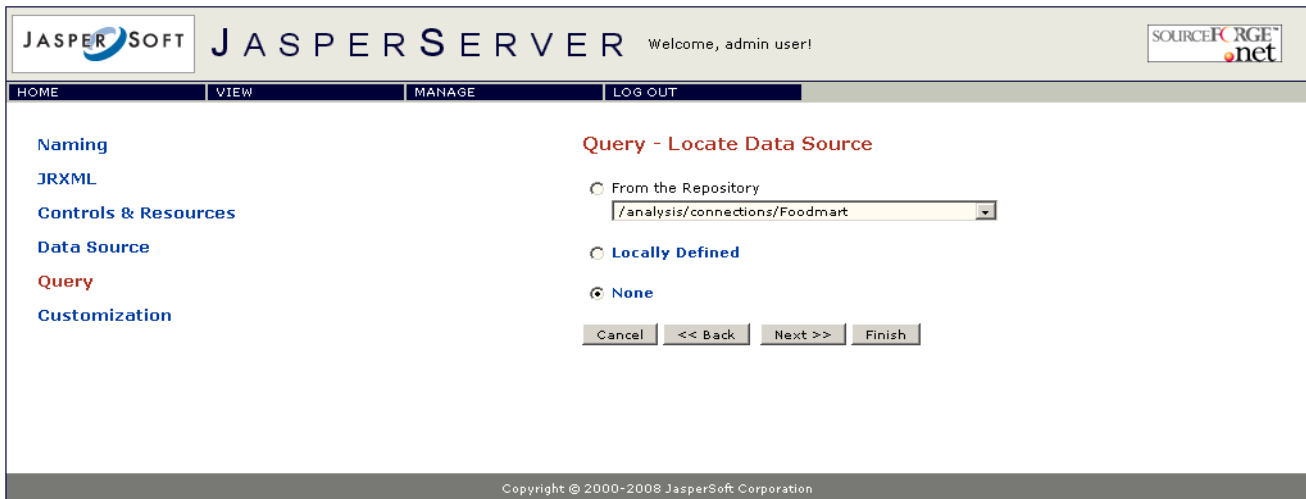 JASPERSOFT JASPERSERVER Welcome, admin user! SOURCEFORGE™
.net
HOME VIEW MANAGE LOG OUT
Naming
JRXML
Controls & Resources
Data Source
Query
Customization
Query - Locate Data Source
From the Repository
/analysis/connections/Foodmart
Locally Defined
None
Cancel << Back Next >> Finish
Copyright © 2000-2008 JasperSoft Corporation